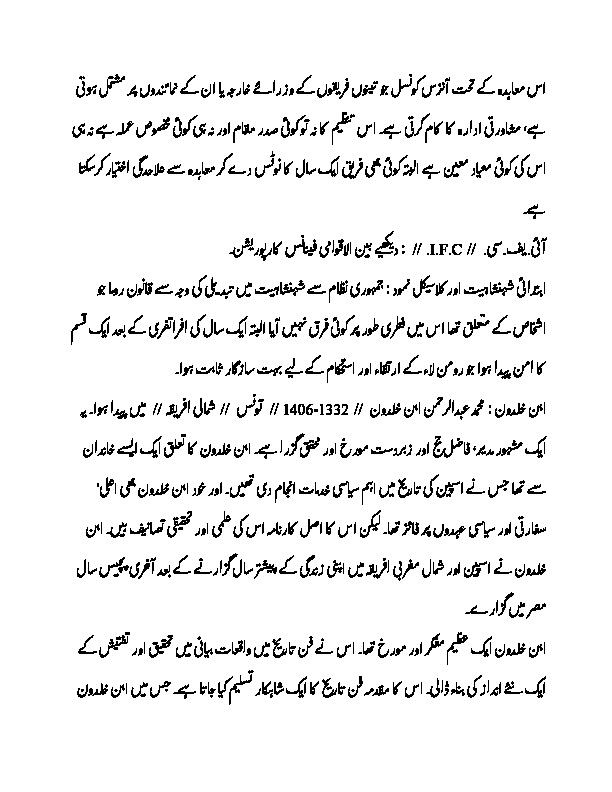 اس معاہدہ کے تحت آنزس کونسل جو تینوں فریقوں کے وزرائے خارجہ یا ان کے نمائندوں پر مشتمل ہوتی
ہے، مشاورتی ادارہ کا کام کرتی ہے۔ اس تنظیم کا نہ تو کوئی صدر مقام اور نہ ہی کوئی مخصوص عملہ ہے نہ ہی
اس کی کوئی میعاد معین ہے البتہ کوئی بھی فریق ایک سال کا نوٹس دے کر معاہدہ سے علاحدگی اختیار کر سکتا
ہے۔
آئی۔یف۔سی۔ // I.F.C. // : دیکھیے بین الاقوامی فینانس کارپوریشن۔
ابتدائی شہنشاہیت اور کلاسیکل نمود : جمہوری نظام سے شہنشاہیت میں تبدیلی کی وجہ سے قانون روما جو
اشخاص کے متعلق تھا اس میں فطری طور پر کوئی فرق نہیں آیا البتہ ایک سال کی افراتفری کے بعد ایک قسم
کا امن پیدا ہوا جو رومن لاء کے ارتقاء اور استحکام کے لیے بہت سازگار ثابت ہوا۔
ابن خلدون : محمد عبدالرحمن ابن خلدون // 1332-1406 // تونس // شمالی افریقہ // میں پیدا ہوا۔ یہ
ایک مشہور مدبر، فاضل جج اور زبردست مورخ اور محقق گزرا ہے۔ ابن خلدون کا تعلق ایک ایسے خاندان
سے تھا جس نے اسپین کی تاریخ میں اہم سیاسی خدمات انجام دی تھیں۔ اور خود ابن خلدون بھی اعلی'
سفارتی اور سیاسی عہدوں پر فائز تھا۔ لیکن اس کا اصل کارنامہ اس کی علمی اور تحقیقی تصانیف ہیں۔ ابن
خلدون نے اسپین اور شمال مغربی افریقہ میں اپنی زندگی کے بیشتر سال گزارنے کے بعد آخری پچیس سال
مصر میں گزارے۔
ابن خلدون ایک عظیم مفکر اور مورخ تھا۔ اس نے فن تاریخ میں واقعات بیانی میں تحقیق اور تفتیش کے
ایک نئے انداز کی بناء ڈالی۔ اس کا مقدمہ فن تاریخ کا ایک شاہکار تسلیم کیا جاتا ہے۔ جس میں ابن خلدون